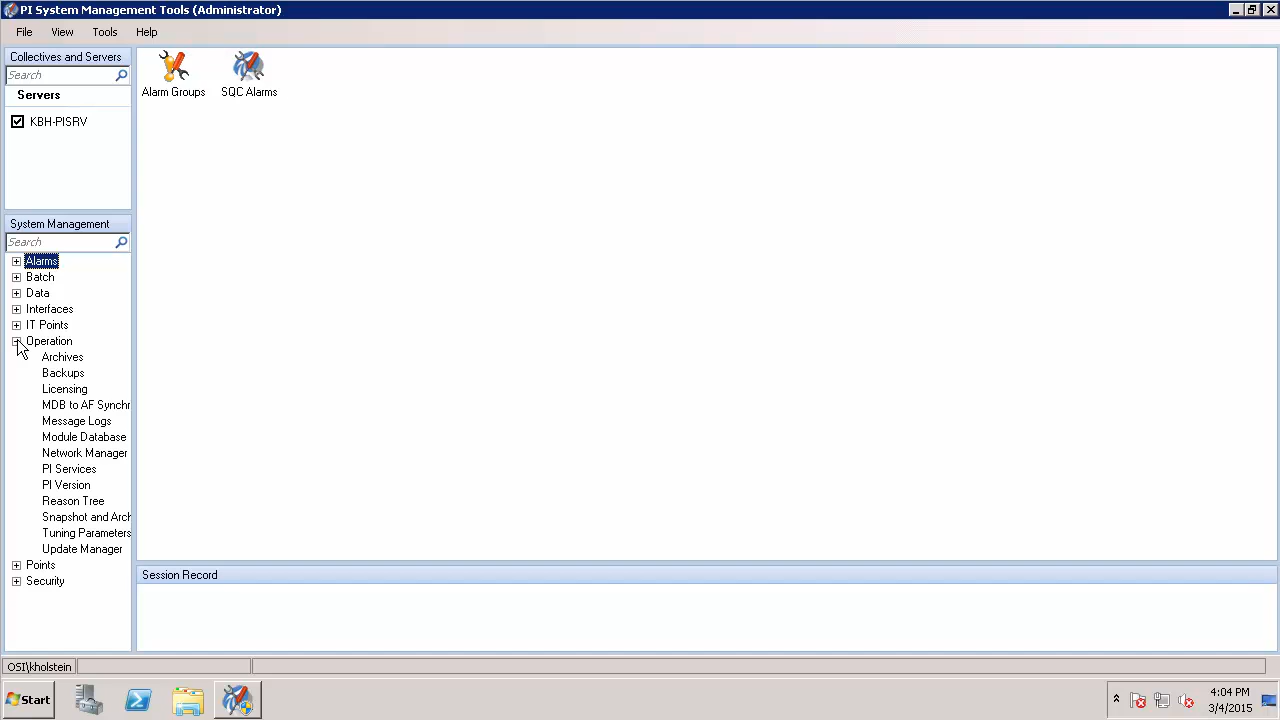 PI System Management Tools (Administrator)
File View Tools Help
Collectives and Servers
Search
Servers
KBH-PISRV
System Management
Search
Alarms
Batch
Data
Interfaces
IT Points
Operation
Archives
Backups
Licensing
MDB to AF Synchr
Message Logs
Module Database
Network Manager
PI Services
PI Version
Reason Tree
Snapshot and Arch
Tuning Parameters
Update Manager
Points
Security
Alarm Groups SQC Alarms
Session Record
OSI\kholstein
Start
4:04 PM
3/4/2015